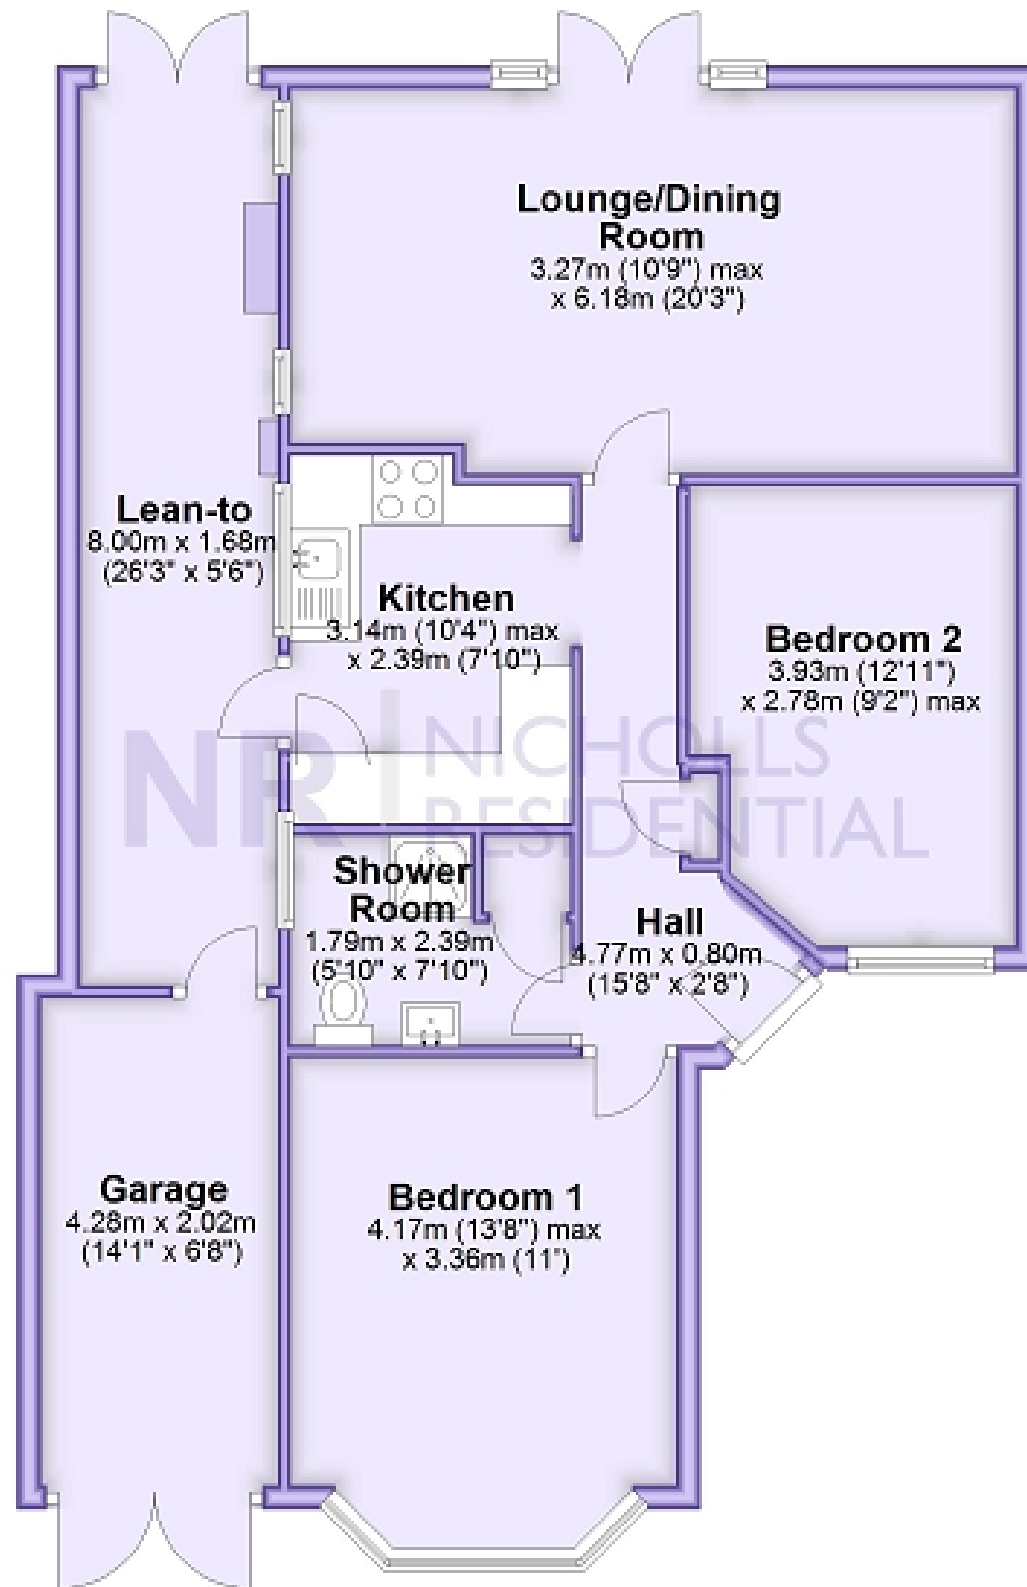 Lounge/Dining
Room
3.27m (10'9") max
x 6.18m (20'3")
Lean-to
8.00m x 1.68m
(26'3" x 5'6")
Kitchen
3.14m (10'4") max
x 2.39m (7'10")
Bedroom 2
3.93m (12'11")
x 2.78m (9'2") max
NR | NICHOLLS
RESIDENTIAL
Shower
Room
1.79m x 2.39m
(5'10" x 7'10")
Hall
4.77m x 0.80m
(15'8" x 2'8")
Garage
4.28m x 2.02m
(14'1" x 6'8")
Bedroom 1
4.17m (13'8") max
x 3.36m (11')